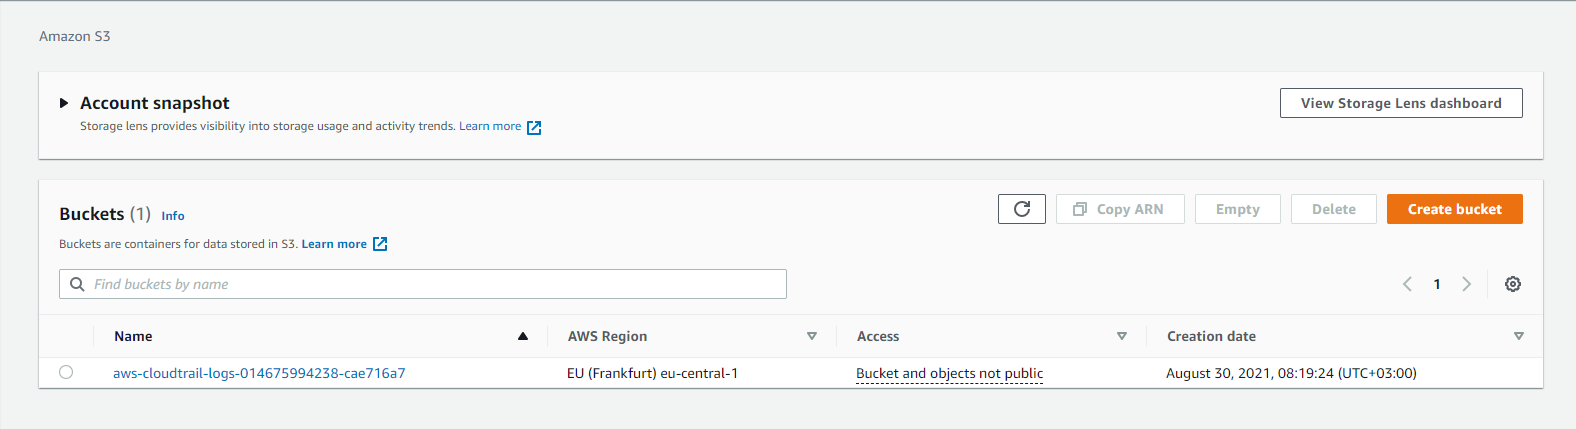 Amazon S3
Account snapshot
View Storage Lens dashboard
Storage lens provides visibility into storage usage and activity trends. Learn more
Buckets (1) Info
Copy ARN
Empty
Delete
Create bucket
Buckets are containers for data stored in S3. Learn more
Find buckets by name
1
Name AWS Region Access Creation date
aws-cloudtrail-logs-014675994238-cae716a7 EU (Frankfurt) eu-central-1 Bucket and objects not public August 30, 2021, 08:19:24 (UTC+03:00)